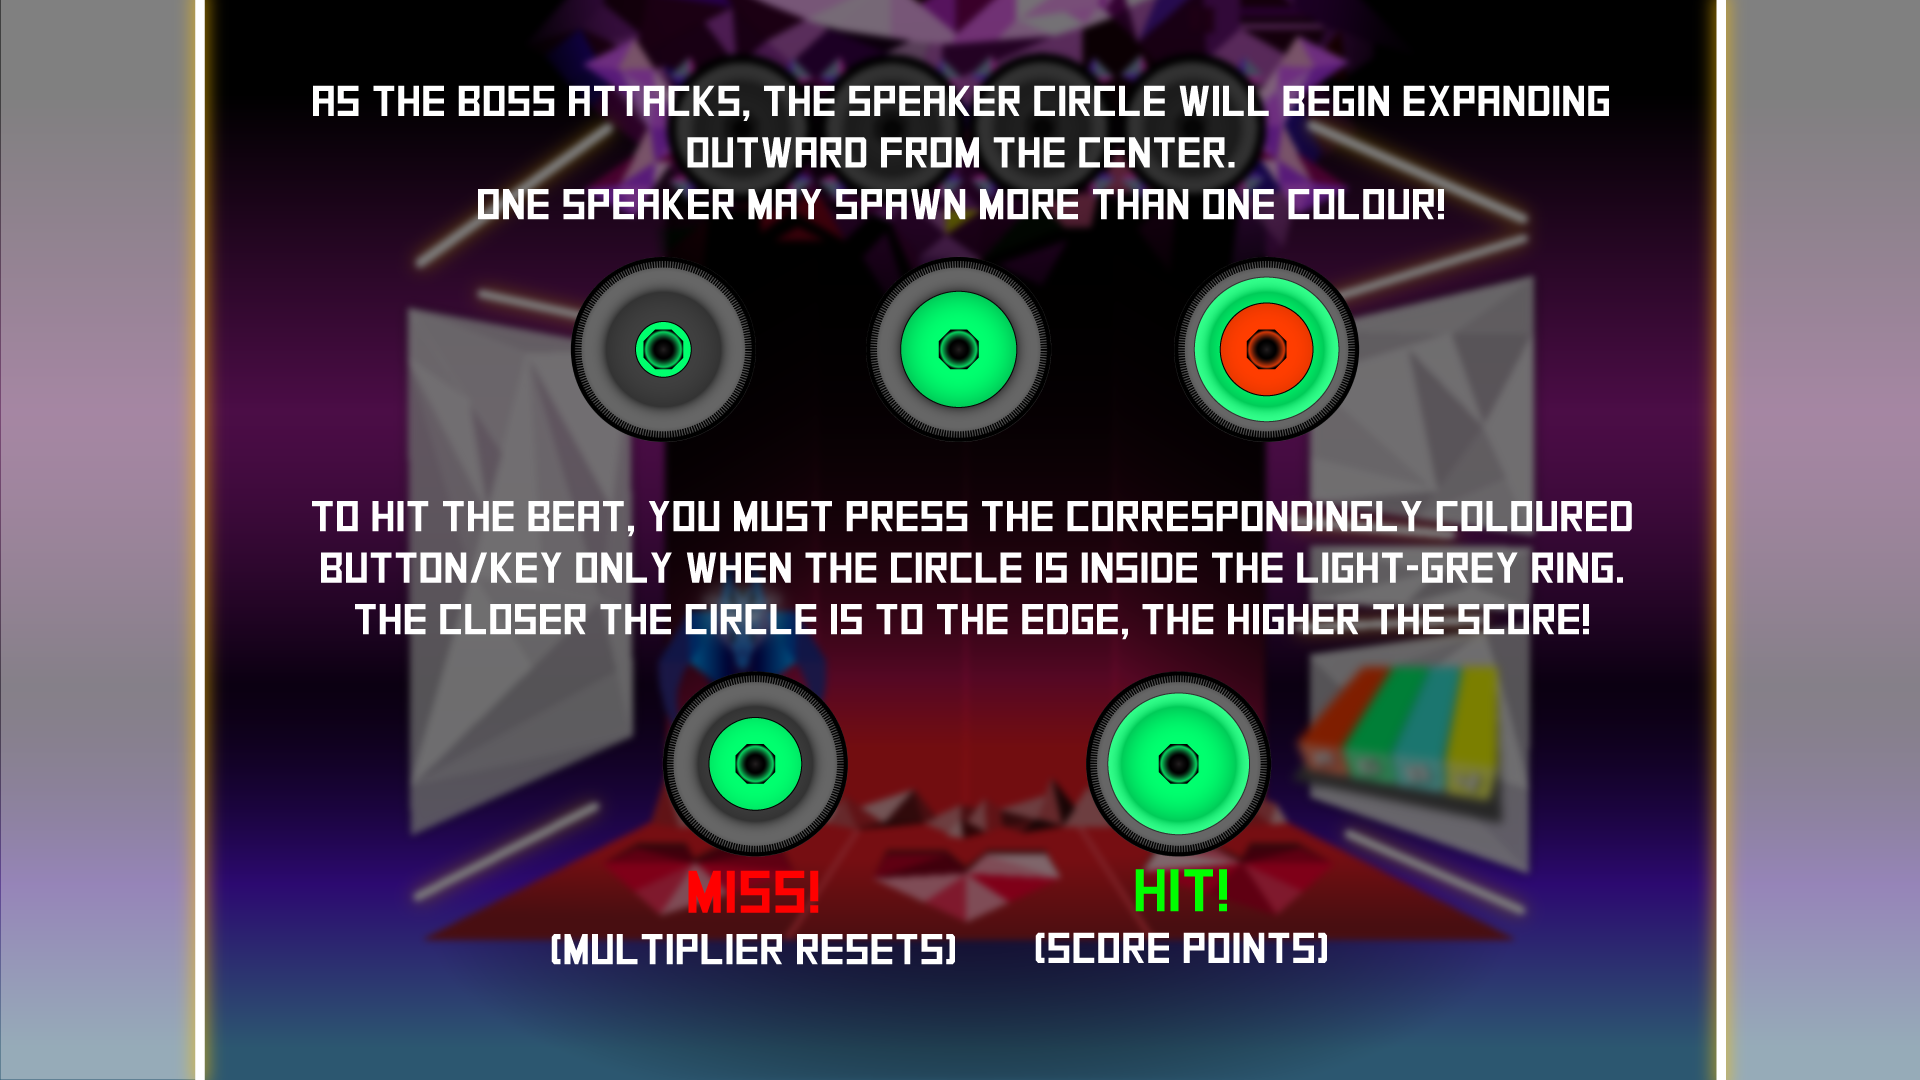 AS THE BOSS ATTACKS, THE SPEAKER CIRCLE WILL BEGIN EXPANDING
OUTWARD FROM THE CENTER.
ONE SPEAKER MAY SPAWN MORE THAN ONE COLOUR!
TO HIT THE BEAT, YOU MUST PRESS THE CORRESPONDINGLY COLOURED
BUTTON/KEY ONLY WHEN THE CIRCLE IS INSIDE THE LIGHT-GREY RING.
THE CLOSER THE CIRCLE IS TO THE EDGE, THE HIGHER THE SCORE!
MISS!
(MULTIPLIER RESETS)
HIT!
(SCORE POINTS)